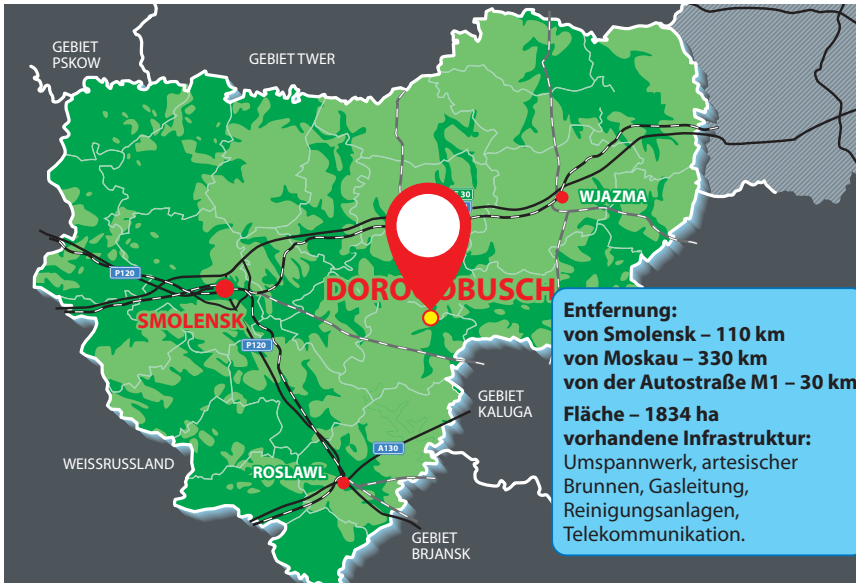 GEBIET
PSKOW
GEBIET TWER
WJAZMA
P120
DORO OBUSCH
SMOLENSK
P120
GEBIET
KALUGA
A130
WEISSRUSSLAND
ROSLAWL
GEBIET
BRJANSK
Entfernung:
von Smolensk – 110 km
von Moskau – 330 km
von der Autostraße M1 – 30 km
Fläche – 1834 ha
vorhandene Infrastruktur:
Umspannwerk, artesischer
Brunnen, Gasleitung,
Reinigungsanlagen,
Telekommunikation.